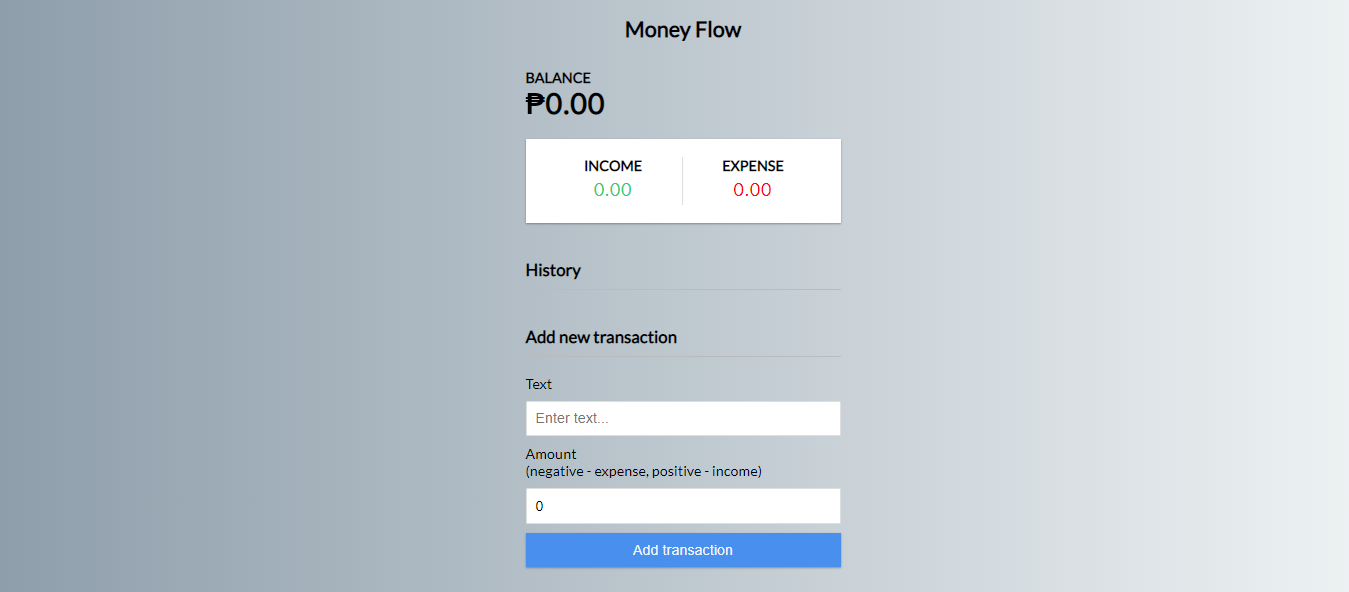 Money Flow
BALANCE
₱0.00
INCOME EXPENSE
0.00 0.00
History
Add new transaction
Text
Enter text...
Amount
(negative - expense, positive - income)
0
Add transaction